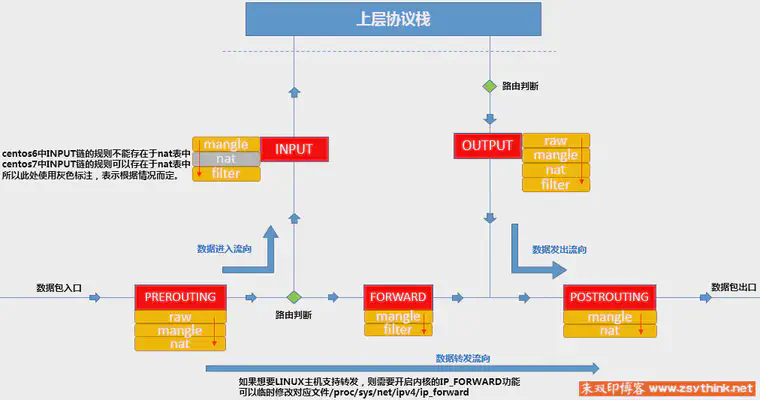 上层协议栈
路由判断
centos6中INPUT链的规则不能存在于nat表中
centos7中INPUT链的规则可以存在于nat表中
所以此处使用灰色标注，表示根据情况而定。
mangle
nat
filter
INPUT
OUTPUT
raw
mangle
nat
filter
数据进入流向
数据发出流向
数据包入口
PREROUTING
raw
mangle
nat
路由判断
FORWARD
mangle
filter
POSTROUTING
mangle
nat
数据包出口
数据转发流向
如果想要LINUX主机支持转发，则需要开启内核的IP_FORWARD功能
可以临时修改对应文件/proc/sys/net/ipv4/ip_forward
朱双印博客 www.zsythink.net